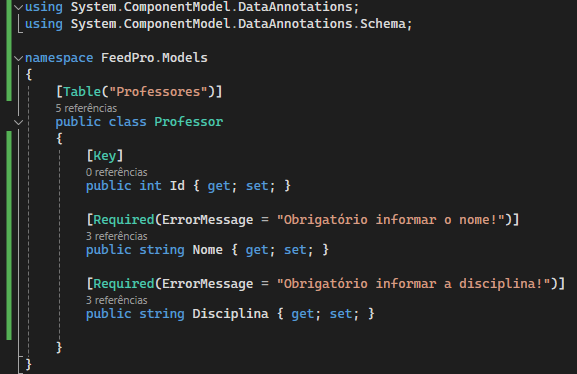 using System.ComponentModel.DataAnnotations;
using System.ComponentModel.DataAnnotations.Schema;
namespace FeedPro.Models
{
[Table("Professores")]
5 referências
public class Professor
{
[Key]
0 referências
public int Id { get; set; }
[Required(ErrorMessage = "Obrigatório informar o nome!")]
3 referências
public string Nome { get; set; }
[Required(ErrorMessage = "Obrigatório informar a disciplina!")]
3 referências
public string Disciplina { get; set; }
}
}